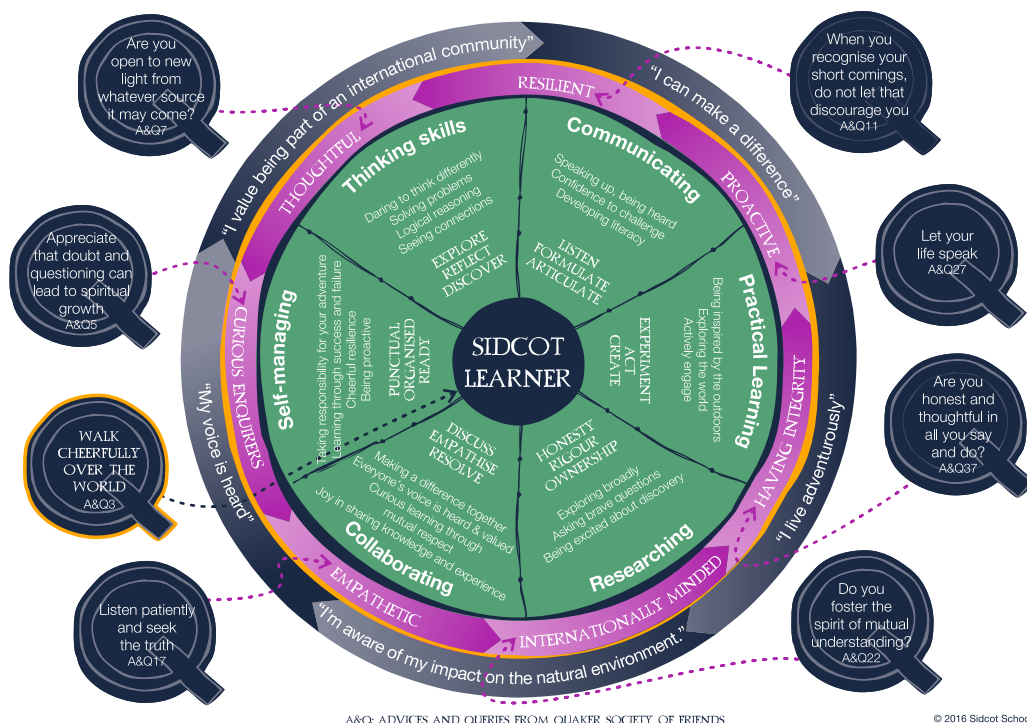 Are you
open to new
light from
whatever source
it may come?
A&Q7
Appreciate
that doubt and
questioning can
lead to spiritual
growth
A&Q5
WALK
CHEERFULLY
OVER THE
WORLD
A&Q3
Listen patiently
and seek
the truth
A&Q17
When you
recognise your
short comings,
do not let that
discourage you
A&Q11
Let your
life speak
A&Q27
Are you
honest and
thoughtful in
all you say
and do?
A&Q37
Do you
foster the
spirit of mutual
understanding?
A&Q22
"I value being part of an international community"
"I can make a difference"
"I live adventurously"
"I'm aware of my impact on the natural environment."
"My voice is heard"
THOUGHTFUL
RESILIENT
PROACTIVE
HAVING INTEGRITY
INTERNATIONALLY MINDED
EMPATHETIC
CURIOUS ENQUIRERS
Thinking skills
Daring to think differently
Solving problems
Logical reasoning
Seeing connections
EXPLORE
REFLECT
DISCOVER
Communicating
Speaking up, being heard
Confidence to challenge
Developing literacy
LISTEN
FORMULATE
ARTICULATE
Practical Learning
Being inspired by the outdoors
Exploring the world
Actively engage
EXPERIMENT
ACT
CREATE
HONESTY
RIGOUR
OWNERSHIP
Exploring broadly
Asking brave questions
Being excited about discovery
Researching
DISCUSS
EMPATHISE
RESOLVE
Making a difference together
Everyone's voice is heard & valued
Curious learning through
mutual respect
Joy in sharing knowledge and experience
Collaborating
Self-managing
Taking responsibility for your adventure
Learning through success and failure
Cheerful resilience
Being proactive
PUNCTUAL
ORGANISED
READY
SIDCOT
LEARNER
A&Q: ADVICES AND QUERIES FROM QUAKER SOCIETY OF FRIENDS
© 2016 Sidcot Schoo